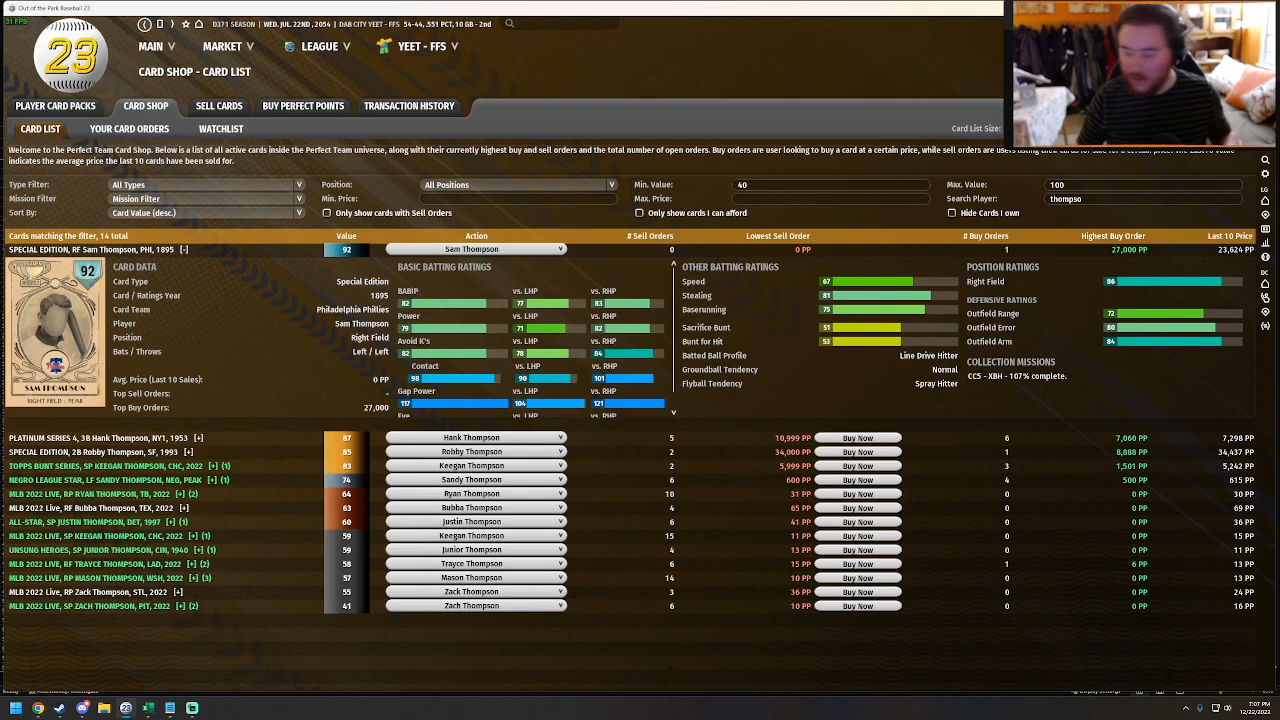 Out of the Park Baseball 23
31 FPS
23
D371 SEASON | WED. JUL. 22ND, 2054 | DAB CITY YEET - FFS 54-44, .551 PCT, 10 GB - 2nd
MAIN MARKET LEAGUE YEET - FFS
CARD SHOP - CARD LIST
PLAYER CARD PACKS CARD SHOP SELL CARDS BUY PERFECT POINTS TRANSACTION HISTORY
CARD LIST YOUR CARD ORDERS WATCHLIST Card List Size:
Welcome to the Perfect Team Card Shop. Below is a list of all active cards inside the Perfect Team universe, along with their currently highest buy and sell orders and the total number of open orders. Buy orders are user looking to buy a card at a certain price, while sell orders are users listing
indicates the average price the last 10 cards have been sold for.
Type Filter: All Types Position: All Positions Min. Value: 40 Max. Value: 100
Mission Filter Mission Filter Min. Price: Max. Price: Search Player: thompso
Sort By: Card Value (desc.) Only show cards with Sell Orders Only show cards I can afford Hide Cards I own
Cards matching the filter, 14 total Value Action # Sell Orders Lowest Sell Order # Buy Orders Highest Buy Order Last 10 Price
SPECIAL EDITION, RF Sam Thompson, PHI, 1895 [-] 92 Sam Thompson 0 0 PP 1 27,000 PP 23,624 PP
92
SAM THOMPSON
RIGHT FIELD / PEAK
CARD DATA
Card Type Special Edition
Card / Ratings Year 1895
Card Team Philadelphia Phillies
Player Sam Thompson
Position Right Field
Bats / Throws Left / Left
Avg. Price (Last 10 Sales): 0 PP
Top Sell Orders: -
Top Buy Orders: 27,000
BASIC BATTING RATINGS
BABIP vs. LHP vs. RHP
82 77 83
Power vs. LHP vs. RHP
79 71 82
Avoid K's vs. LHP vs. RHP
82 78 84
Contact vs. LHP vs. RHP
98 90 101
Gap Power vs. LHP vs. RHP
117 104 121
Eye vs. LHP vs. RHP
OTHER BATTING RATINGS
Speed 67
Stealing 81
Baserunning 75
Sacrifice Bunt 51
Bunt for Hit 53
Batted Ball Profile Line Drive Hitter
Groundball Tendency Normal
Flyball Tendency Spray Hitter
POSITION RATINGS
Right Field 86
DEFENSIVE RATINGS
Outfield Range 72
Outfield Error 80
Outfield Arm 84
COLLECTION MISSIONS
CC5 - XBH - 107% complete.
PLATINUM SERIES 4, 3B Hank Thompson, NY1, 1953 [+] 87 Hank Thompson 5 10,999 PP Buy Now 6 7,060 PP 7,298 PP
SPECIAL EDITION, 2B Robby Thompson, SF, 1993 [+] 85 Robby Thompson 2 34,000 PP Buy Now 1 8,888 PP 34,437 PP
TOPPS BUNT SERIES, SP KEEGAN THOMPSON, CHC, 2022 [+] (1) 83 Keegan Thompson 2 5,999 PP Buy Now 3 1,501 PP 5,242 PP
NEGRO LEAGUE STAR, LF SANDY THOMPSON, NEG, PEAK [+] (1) 74 Sandy Thompson 6 600 PP Buy Now 4 500 PP 615 PP
MLB 2022 LIVE, RP RYAN THOMPSON, TB, 2022 [+] (2) 64 Ryan Thompson 10 31 PP Buy Now 0 0 PP 30 PP
MLB 2022 LIVE, RF Bubba Thompson, TEX, 2022 [+] 63 Bubba Thompson 4 65 PP Buy Now 0 0 PP 69 PP
ALL-STAR, SP JUSTIN THOMPSON, DET, 1997 [+] (1) 60 Justin Thompson 6 41 PP Buy Now 0 0 PP 36 PP
MLB 2022 LIVE, SP KEEGAN THOMPSON, CHC, 2022 [+] (1) 59 Keegan Thompson 15 11 PP Buy Now 0 0 PP 15 PP
UNSUNG HEROES, SP JUNIOR THOMPSON, CIN, 1940 [+] (1) 59 Junior Thompson 4 13 PP Buy Now 0 0 PP 11 PP
MLB 2022 LIVE, RF TRAYCE THOMPSON, LAD, 2022 [+] (2) 58 Trayce Thompson 6 15 PP Buy Now 1 6 PP 13 PP
MLB 2022 LIVE, RP MASON THOMPSON, WSH, 2022 [+] (3) 57 Mason Thompson 14 10 PP Buy Now 0 0 PP 13 PP
MLB 2022 LIVE, RP Zack Thompson, STL, 2022 [+] 55 Zack Thompson 3 36 PP Buy Now 0 0 PP 24 PP
MLB 2022 LIVE, SP ZACH THOMPSON, PIT, 2022 [+] (2) 41 Zach Thompson 6 10 PP Buy Now 0 0 PP 16 PP
LG
DC
7:07 PM
12/22/2022